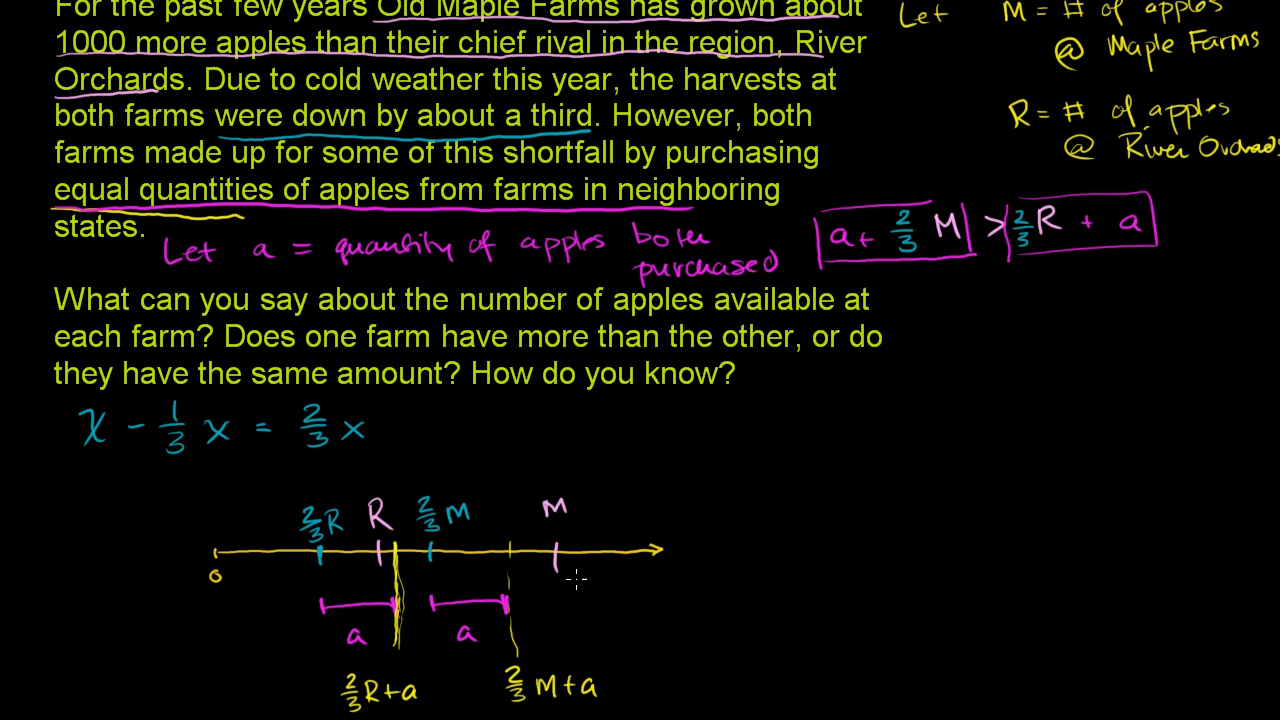 For the past few years Old Maple Farms has grown about
1000 more apples than their chief rival in the region, River
Orchards. Due to cold weather this year, the harvests at
both farms were down by about a third. However, both
farms made up for some of this shortfall by purchasing
equal quantities of apples from farms in neighboring
states.
Let M = # of apples
@ Maple Farms
R = # of apples
@ River Orchards
Let a = quantity of apples both
purchased
a + 2/3 M > 2/3 R + a
What can you say about the number of apples available at
each farm? Does one farm have more than the other, or do
they have the same amount? How do you know?
x - 1/3 x = 2/3 x
2/3 R R 2/3 M M
0
a a
2/3 R + a 2/3 M + a